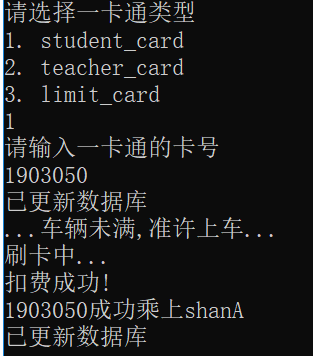 请选择一卡通类型
1. student_card
2. teacher_card
3. limit_card
1
请输入一卡通的卡号
1903050
已更新数据库
...车辆未满,准许上车...
刷卡中...
扣费成功!
1903050成功乘上shanA
已更新数据库